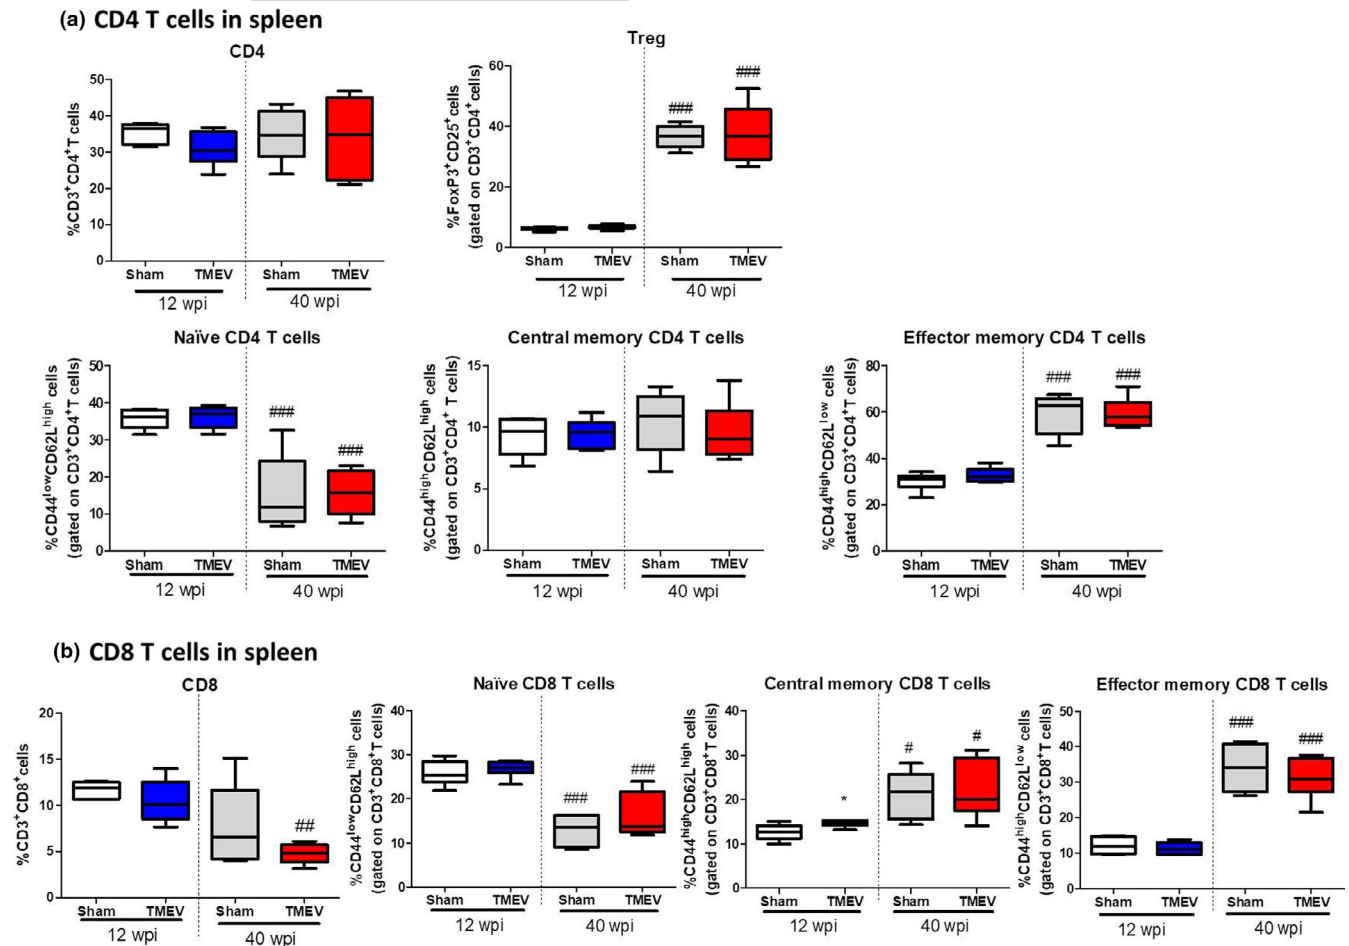 (a) CD4 T cells in spleen
CD4
%CD3⁺CD4⁺T cells
50
40
30
20
10
0
Sham TMEV Sham TMEV
12 wpi 40 wpi
Treg
%FoxP3⁺CD25⁺cells
(gated on CD3⁺CD4⁺cells)
60
40
20
0
### ###
Sham TMEV Sham TMEV
12 wpi 40 wpi
Naïve CD4 T cells
%CD44ˡᵒʷCD62Lʰⁱᵍʰ cells
(gated on CD3⁺CD4⁺T cells)
50
40
30
20
10
0
### ###
Sham TMEV Sham TMEV
12 wpi 40 wpi
Central memory CD4 T cells
%CD44ʰⁱᵍʰCD62Lʰⁱᵍʰ cells
(gated on CD3⁺CD4⁺ T cells)
15
10
5
0
Sham TMEV Sham TMEV
12 wpi 40 wpi
Effector memory CD4 T cells
%CD44ʰⁱᵍʰCD62Lˡᵒʷ cells
(gated on CD3⁺CD4⁺T cells)
80
60
40
20
0
### ###
Sham TMEV Sham TMEV
12 wpi 40 wpi
(b) CD8 T cells in spleen
CD8
%CD3⁺CD8⁺cells
20
15
10
5
0
##
Sham TMEV Sham TMEV
12 wpi 40 wpi
Naïve CD8 T cells
%CD44ˡᵒʷCD62Lʰⁱᵍʰ cells
(gated on CD3⁺CD8⁺T cells)
40
30
20
10
0
### ###
Sham TMEV Sham TMEV
12 wpi 40 wpi
Central memory CD8 T cells
%CD44ʰⁱᵍʰCD62Lʰⁱᵍʰ cells
(gated on CD3⁺CD8⁺T cells)
40
30
20
10
0
* # #
Sham TMEV Sham TMEV
12 wpi 40 wpi
Effector memory CD8 T cells
%CD44ʰⁱᵍʰCD62Lˡᵒʷ cells
(gated on CD3⁺CD8⁺T cells)
50
40
30
20
10
0
### ###
Sham TMEV Sham TMEV
12 wpi 40 wpi